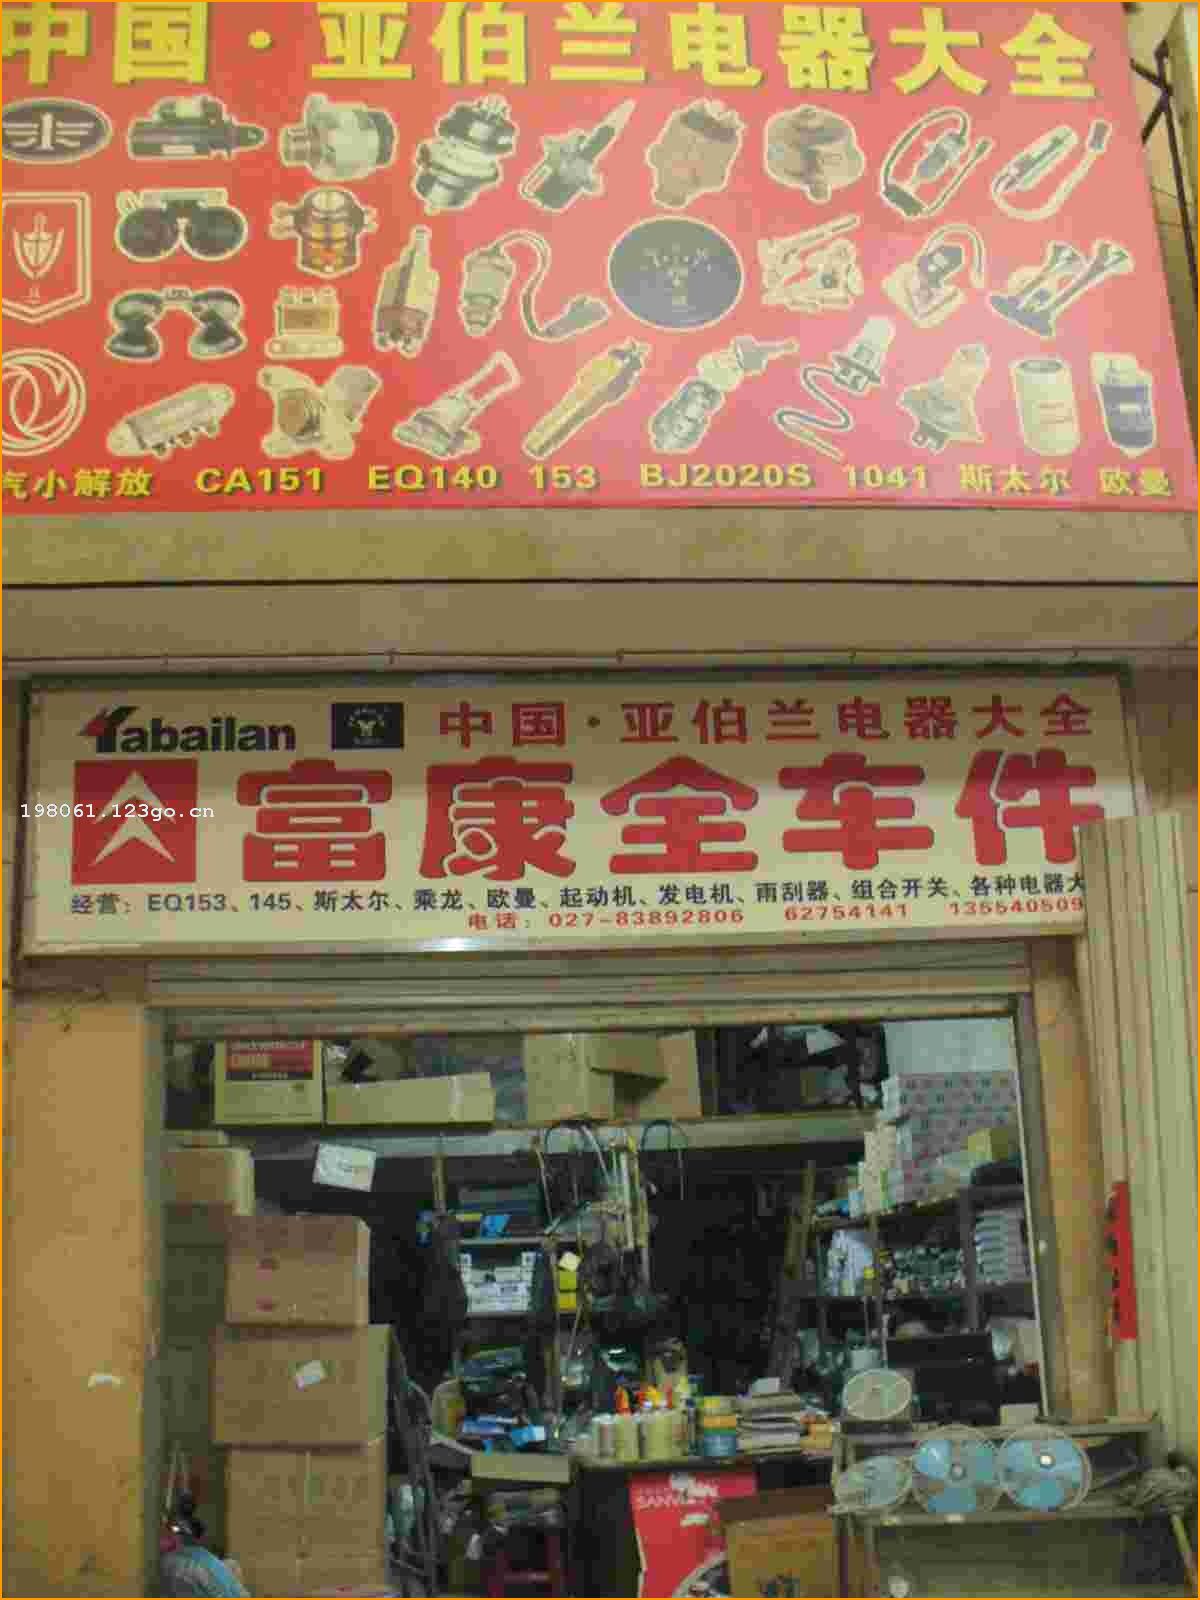 中国·亚伯兰电器大全
汽小解放 CA151 EQ140 153 BJ2020S 1041 斯太尔 欧曼
Yabailan 中国·亚伯兰电器大全
富康全车件
198061.123go.cn
经营：EQ153、145、斯太尔、乘龙、欧曼、起动机、发电机、雨刮器、组合开关、各种电器大
电话：027-83892806 62754141 135540509